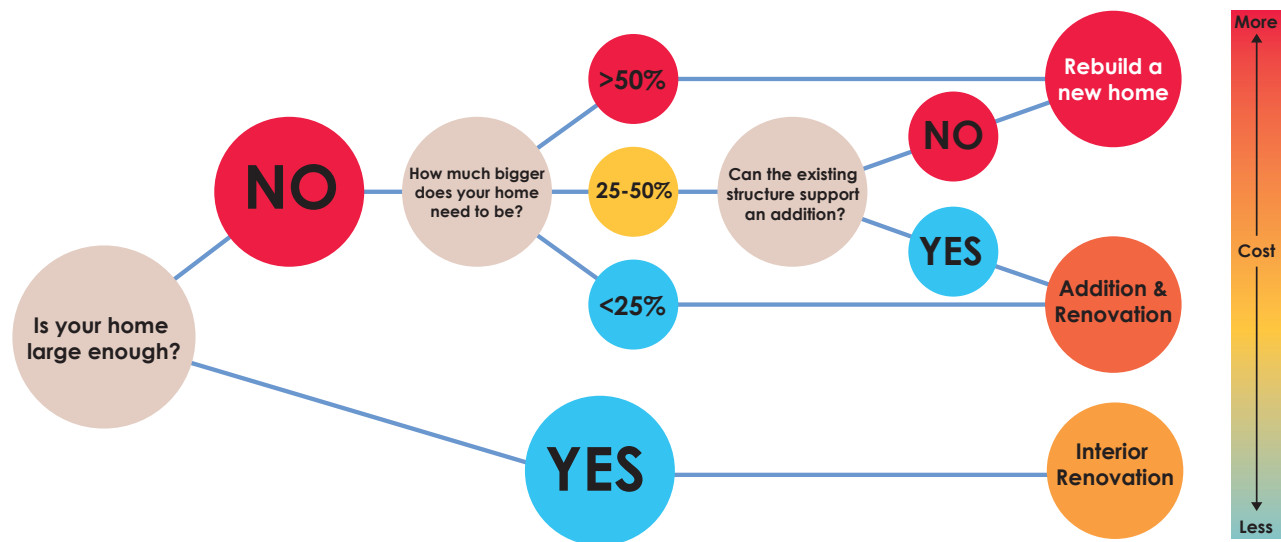 Is your home
large enough?
NO
How much bigger
does your home
need to be?
>50%
25-50%
<25%
Can the existing
structure support
an addition?
NO
YES
Rebuild a
new home
Addition &
Renovation
YES
Interior
Renovation
More
Cost
Less